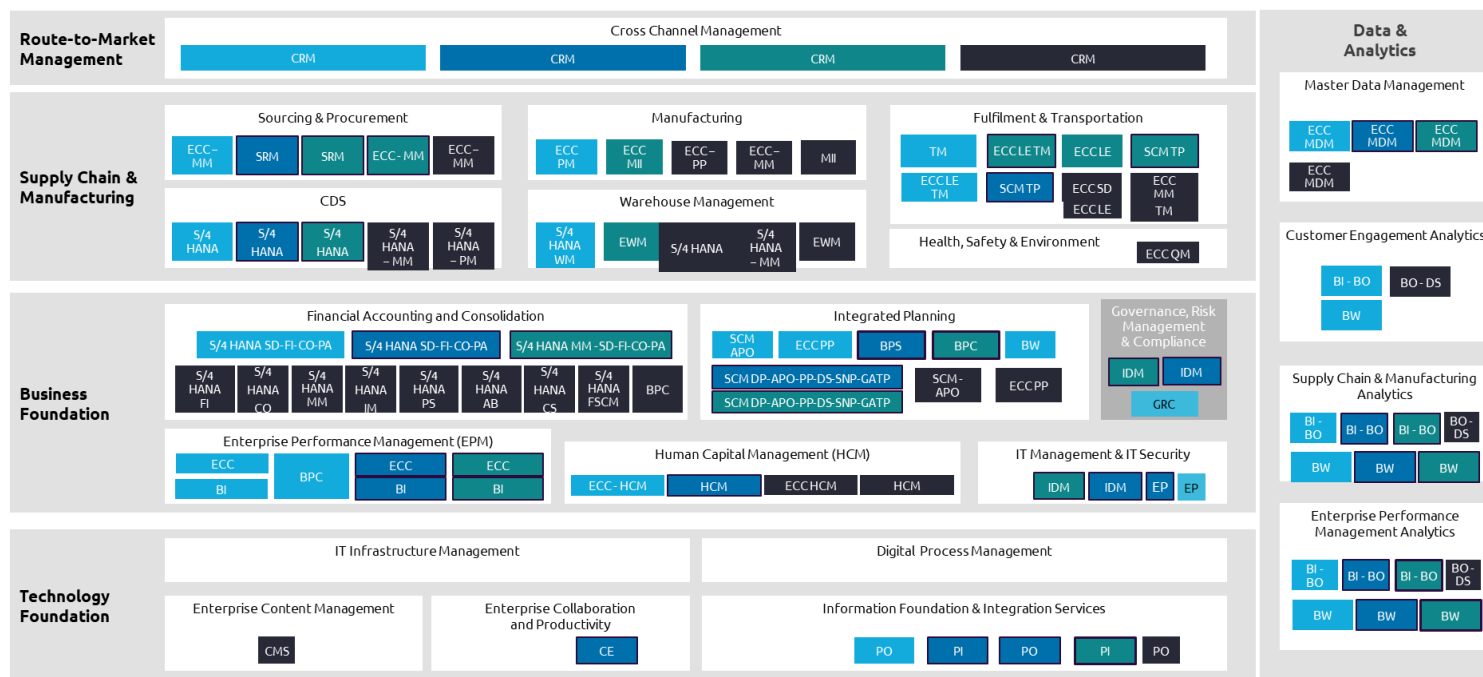 Route-to-Market
Management
Cross Channel Management
CRM
CRM
CRM
CRM
Supply Chain &
Manufacturing
Sourcing & Procurement
ECC –
MM
SRM
SRM
ECC - MM
ECC –
MM
CDS
S/4
HANA
S/4
HANA
S/4
HANA
S/4
HANA
– MM
S/4
HANA
– PM
Manufacturing
ECC
PM
ECC
MII
ECC –
PP
ECC –
MM
MII
Warehouse Management
S/4
HANA
WM
EWM
S/4 HANA
S/4
HANA
– MM
EWM
Fulfilment & Transportation
TM
ECC LE TM
ECC LE
SCM TP
ECC LE
TM
SCM TP
ECC SD
ECC LE
ECC
MM
TM
Health, Safety & Environment
ECC QM
Business
Foundation
Financial Accounting and Consolidation
S/4 HANA SD-FI-CO-PA
S/4 HANA SD-FI-CO-PA
S/4 HANA MM -SD-FI-CO-PA
S/4
HANA
FI
S/4
HANA
CO
S/4
HANA
MM
S/4
HANA
IM
S/4
HANA
PS
S/4
HANA
AB
S/4
HANA
CS
S/4
HANA
FSCM
BPC
Integrated Planning
SCM
APO
ECC PP
BPS
BPC
BW
SCM DP-APO-PP-DS-SNP-GATP
SCM DP-APO-PP-DS-SNP-GATP
SCM -
APO
ECC PP
Governance, Risk
Management
& Compliance
IDM
IDM
GRC
Enterprise Performance Management (EPM)
ECC
BI
BPC
ECC
BI
ECC
BI
Human Capital Management (HCM)
ECC - HCM
HCM
ECC HCM
HCM
IT Management & IT Security
IDM
IDM
EP
EP
Technology
Foundation
IT Infrastructure Management
Digital Process Management
Enterprise Content Management
CMS
Enterprise Collaboration
and Productivity
CE
Information Foundation & Integration Services
PO
PI
PO
PI
PO
Data &
Analytics
Master Data Management
ECC
MDM
ECC
MDM
ECC
MDM
ECC
MDM
Customer Engagement Analytics
BI - BO
BO - DS
BW
Supply Chain & Manufacturing
Analytics
BI -
BO
BI - BO
BI - BO
BO -
DS
BW
BW
BW
Enterprise Performance
Management Analytics
BI -
BO
BI - BO
BI - BO
BO -
DS
BW
BW
BW